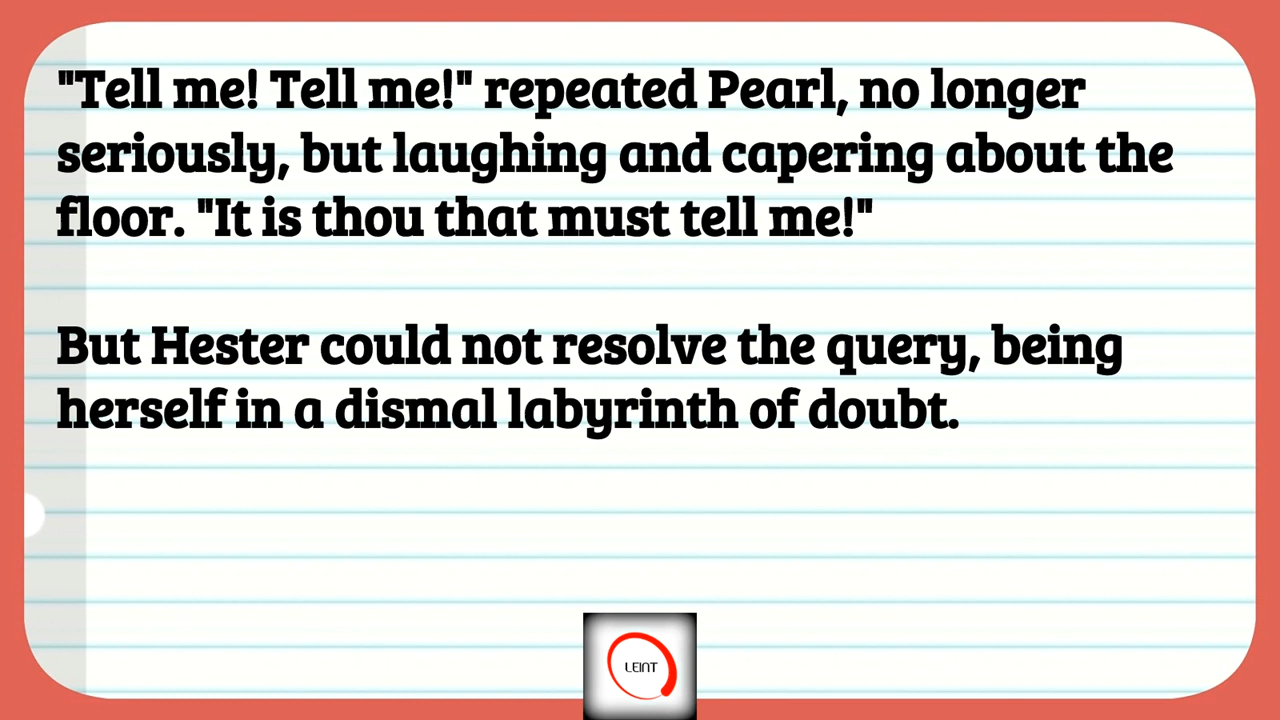 "Tell me! Tell me!" repeated Pearl, no longer
seriously, but laughing and capering about the
floor. "It is thou that must tell me!"
But Hester could not resolve the query, being
herself in a dismal labyrinth of doubt.
LEINT